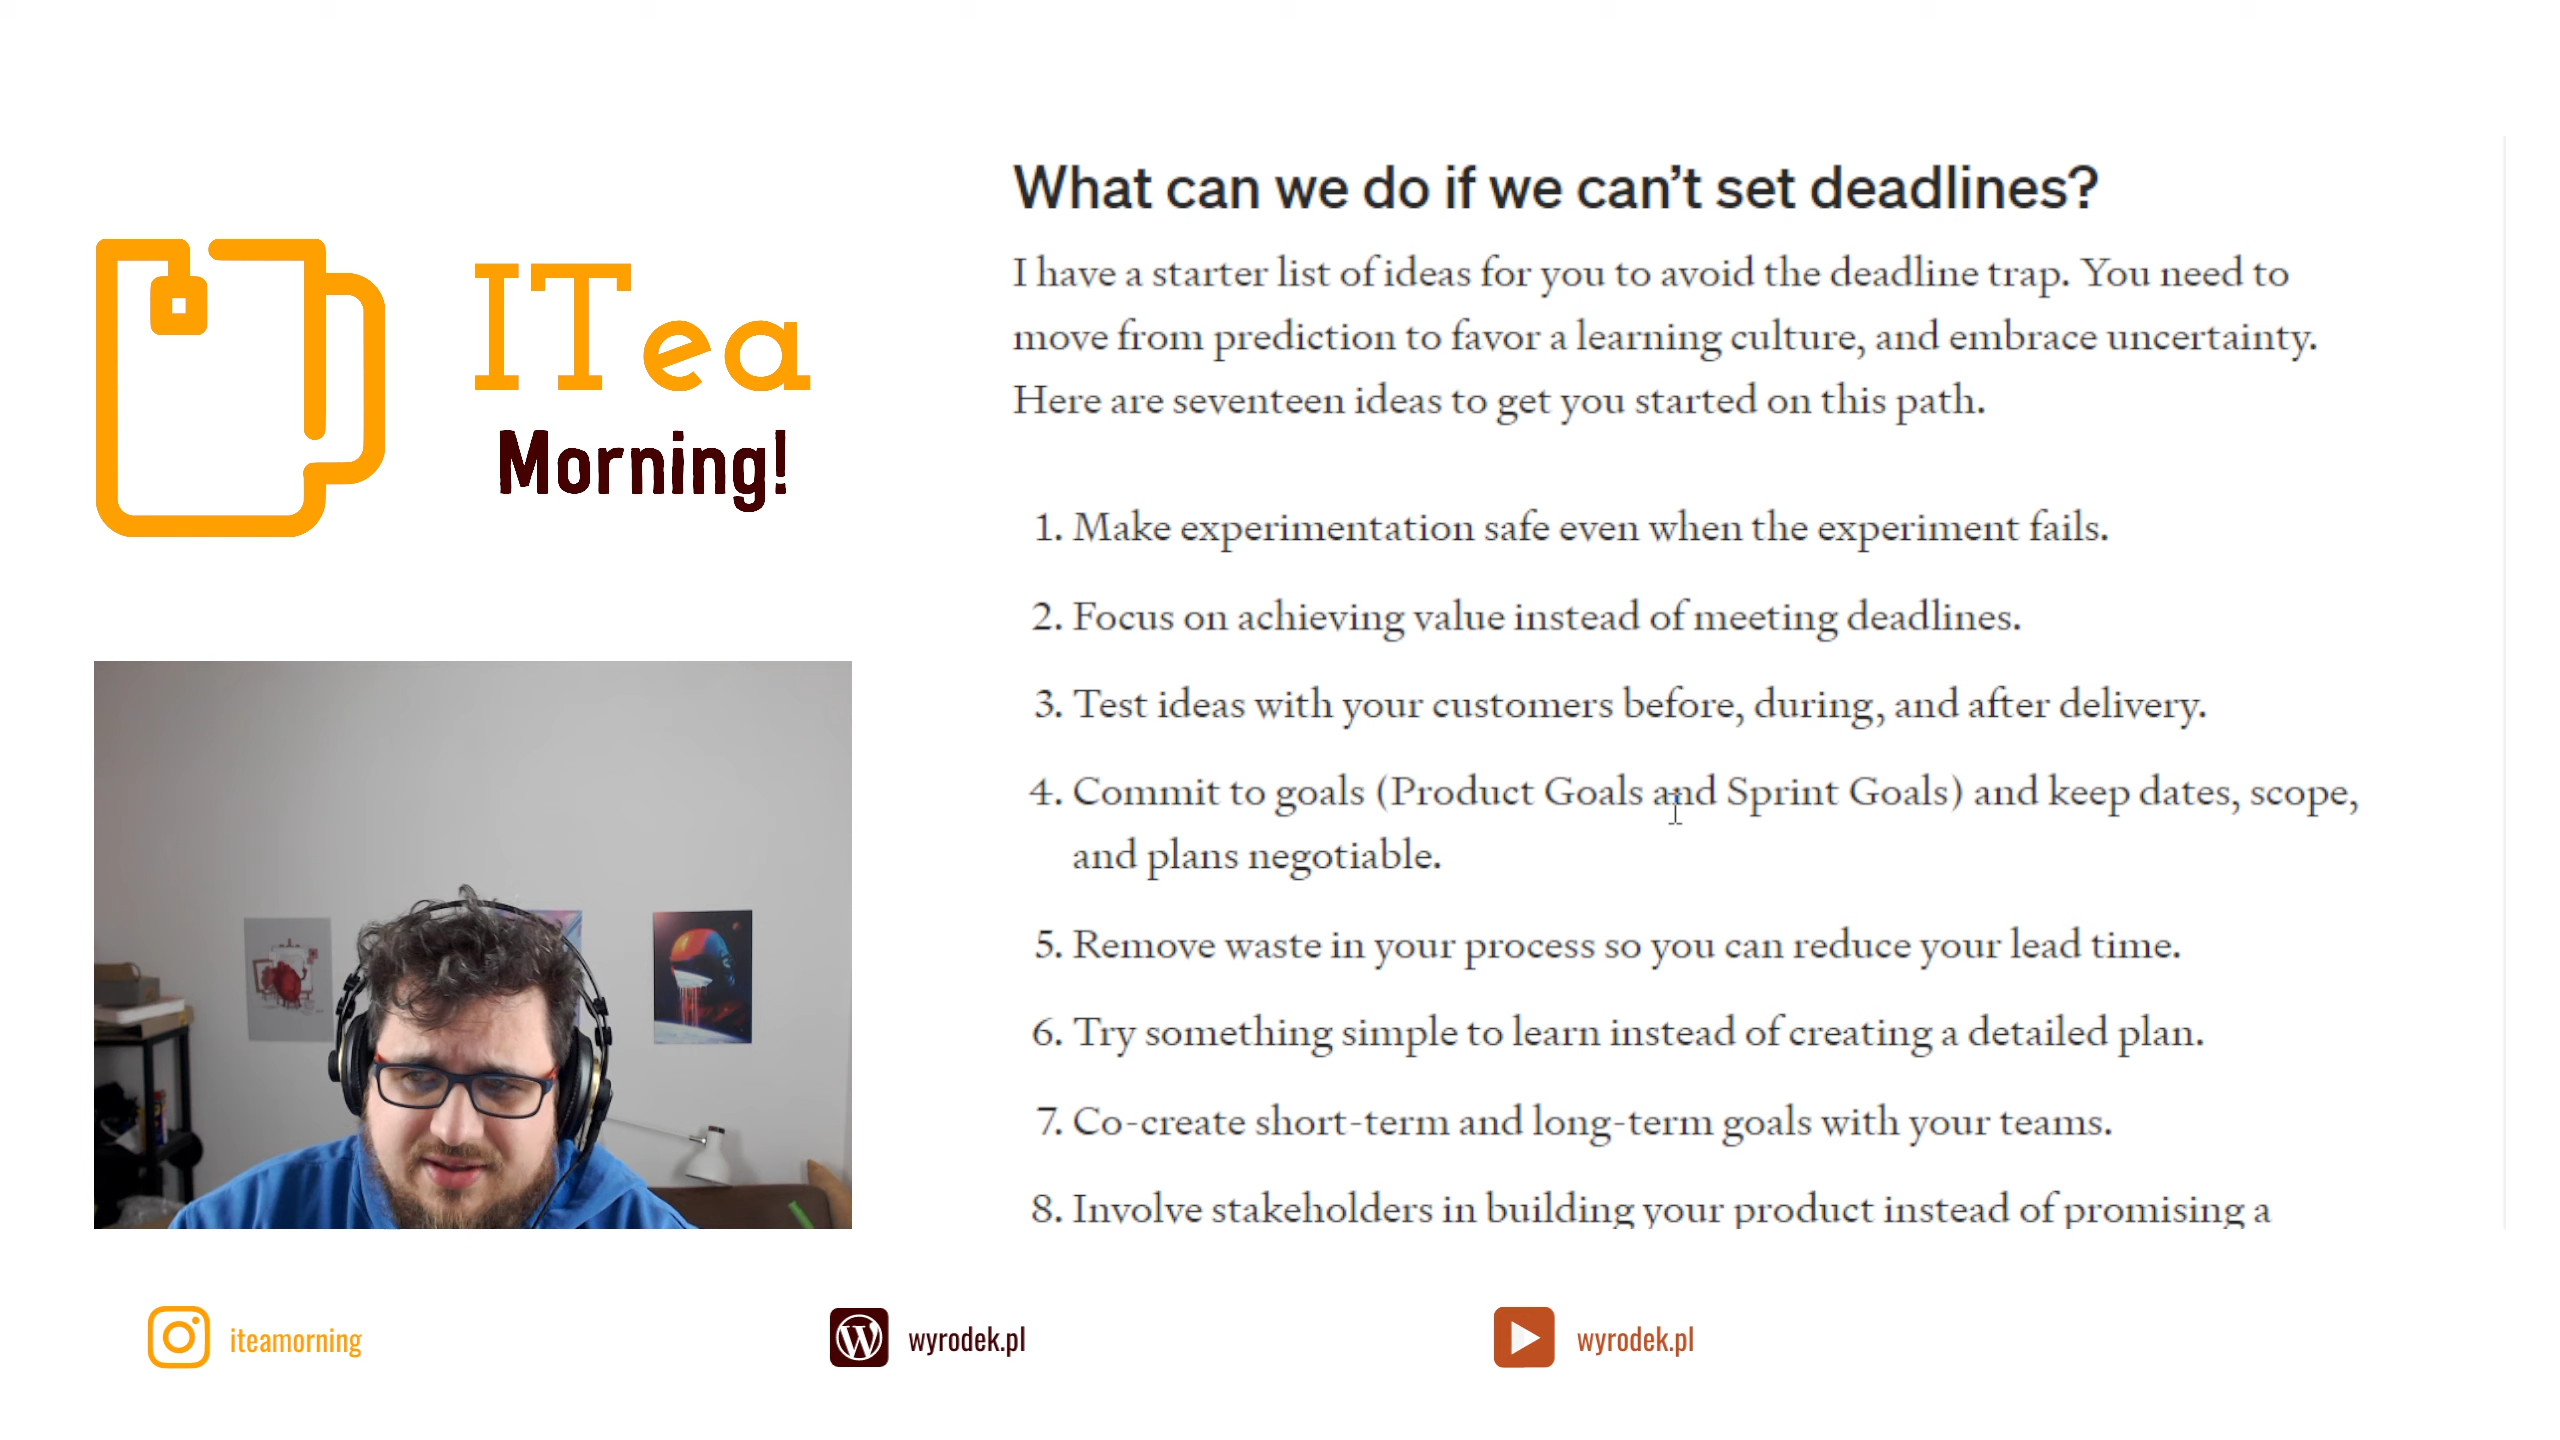 ITea
Morning!
What can we do if we can’t set deadlines?
I have a starter list of ideas for you to avoid the deadline trap. You need to
move from prediction to favor a learning culture, and embrace uncertainty.
Here are seventeen ideas to get you started on this path.
1. Make experimentation safe even when the experiment fails.
2. Focus on achieving value instead of meeting deadlines.
3. Test ideas with your customers before, during, and after delivery.
4. Commit to goals (Product Goals and Sprint Goals) and keep dates, scope,
and plans negotiable.
5. Remove waste in your process so you can reduce your lead time.
6. Try something simple to learn instead of creating a detailed plan.
7. Co-create short-term and long-term goals with your teams.
8. Involve stakeholders in building your product instead of promising a
iteamorning
wyrodek.pl
wyrodek.pl